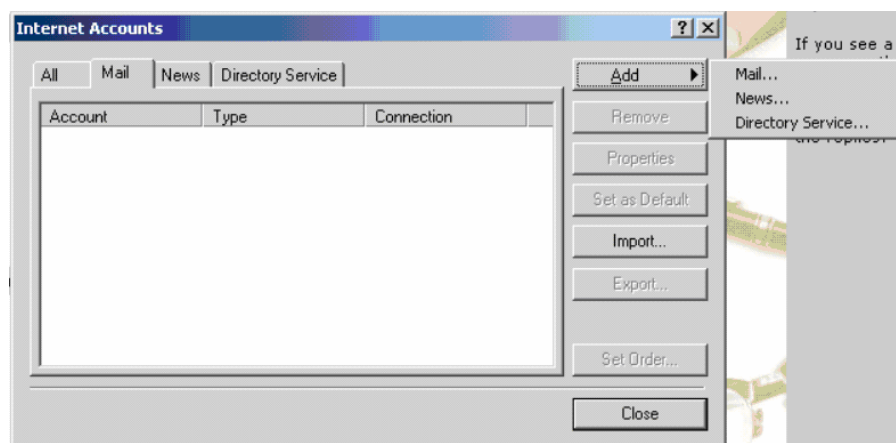 Internet Accounts
If you see a
All Mail News Directory Service
Add
Mail...
News...
Directory Service...
Account Type Connection
Remove
the replies.
Properties
Set as Default
Import...
Export...
Set Order...
Close